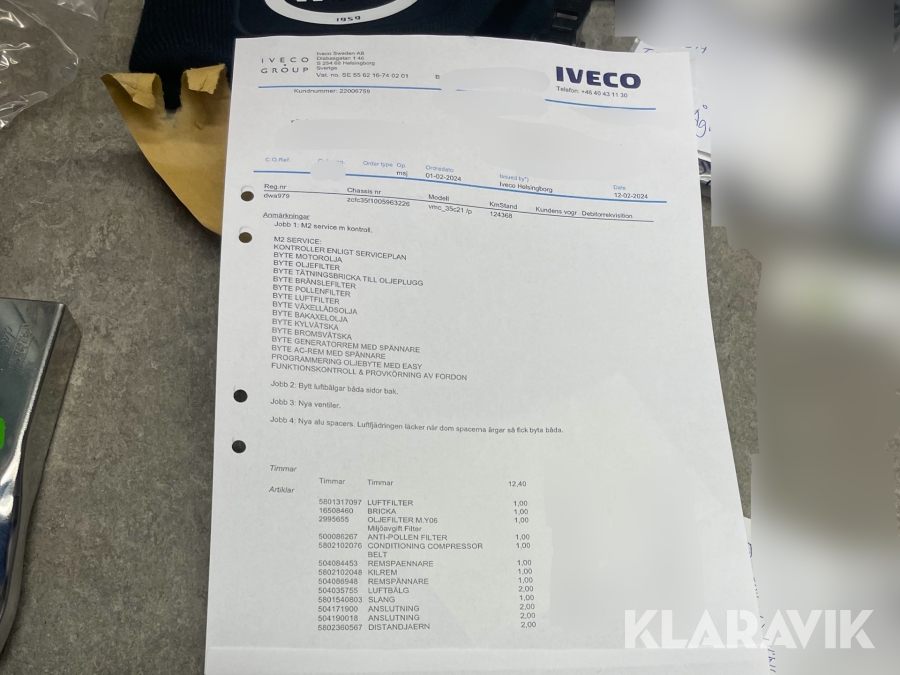 1959
IVECO
GROUP
Iveco Sweden AB
S 254 68 Helsingborg
Sverige
Vat. no. SE 55 62 16-74 02 01
B
IVECO
Telefon: +46 40 43 11 30
Kundnummer: 22006759
C.O.Ref. Order type Op. Orderdato Issued by*) Date
mnj 01-02-2024 Iveco Helsingborg 12-02-2024
Reg.nr Chassis nr Modell KmStand Kundens vogr Debitorrekvisition
dwa979 zcfc35f1005963226 vmc_35c21 /p 124368
Anmärkningar
Jobb 1: M2 service m kontroll.
M2 SERVICE:
KONTROLLER ENLIGT SERVICEPLAN
BYTE MOTOROLJA
BYTE OLJEFILTER
BYTE TÄTNINGSBRICKA TILL OLJEPLUGG
BYTE BRÄNSLEFILTER
BYTE POLLENFILTER
BYTE LUFTFILTER
BYTE VÄXELLÅDSOLJA
BYTE BAKAXELOLJA
BYTE KYLVÄTSKA
BYTE BROMSVÄTSKA
BYTE GENERATORREM MED SPÄNNARE
BYTE AC-REM MED SPÄNNARE
PROGRAMMERING OLJEBYTE MED EASY
FUNKTIONSKONTROLL & PROVKÖRNING AV FORDON
Jobb 2: Bytt luftbälgar båda sidor bak.
Jobb 3: Nya ventiler.
Jobb 4: Nya alu spacers. Luftfjädringen läcker när dom spacerna ärgar så fick byta båda.
Timmar
Timmar Timmar 12,40
Artiklar
5801317097 LUFTFILTER 1,00
16508460 BRICKA 1,00
2995655 OLJEFILTER M.Y06 1,00
Miljöavgift Filter
500086267 ANTI-POLLEN FILTER 1,00
5802102076 CONDITIONING COMPRESSOR 1,00
BELT
504084453 REMSPAENNARE 1,00
5802102048 KILREM 1,00
504086948 REMSPÄNNARE 1,00
504035755 LUFTBÄLG 2,00
5801540803 SLANG 1,00
504171900 ANSLUTNING 2,00
504190018 ANSLUTNING 2,00
5802360567 DISTANDJAERN 2,00
KLARAVIK